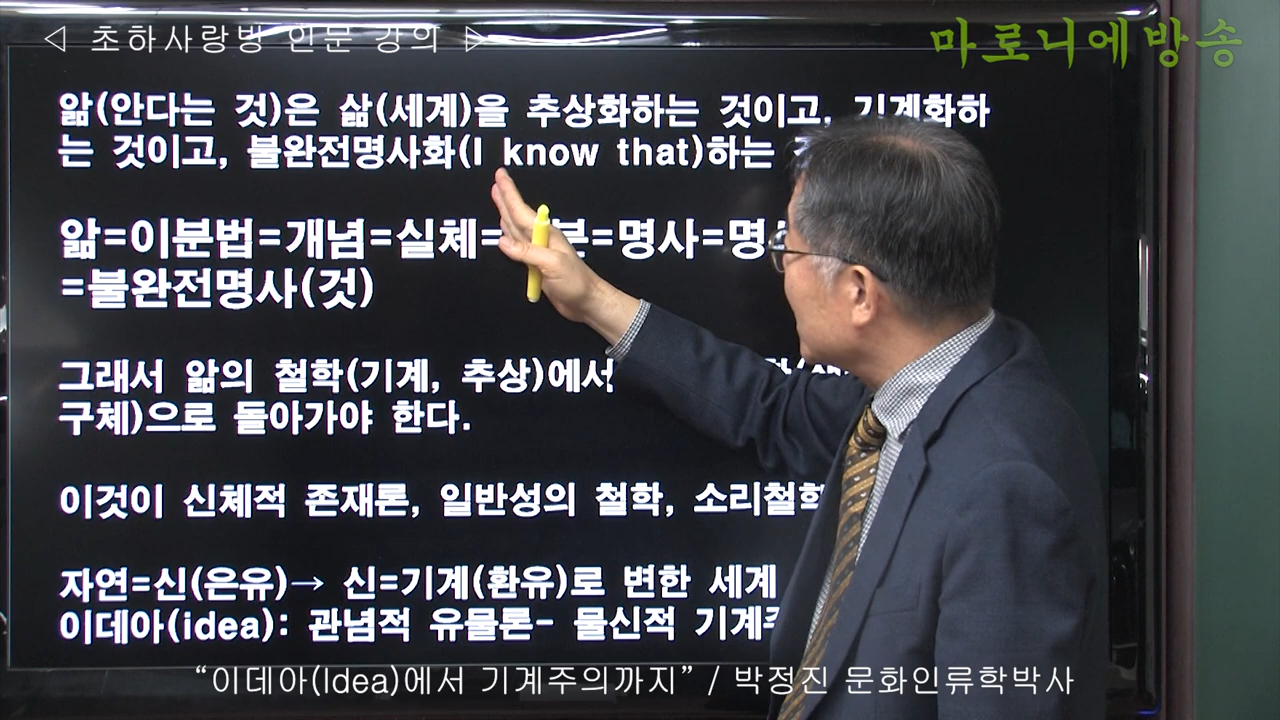 ◁ 초하사랑방 인문 강의 ▷
마로니에방송
앎(안다는 것)은 삶(세계)을 추상화하는 것이고, 기계화하
는 것이고, 불완전명사화(I know that)하는
앎=이분법=개념=실체= =명사=
=불완전명사(것)
그래서 앎의 철학(기계, 추상)에서
구체)으로 돌아가야 한다.
이것이 신체적 존재론, 일반성의 철학,
자연=신(은유)→ 신=기계(환유)로 변한 세계
이데아(idea): 관념적 유물론- 물신적
“이데아(Idea)에서 기계주의까지” / 박정진 문화인류학박사